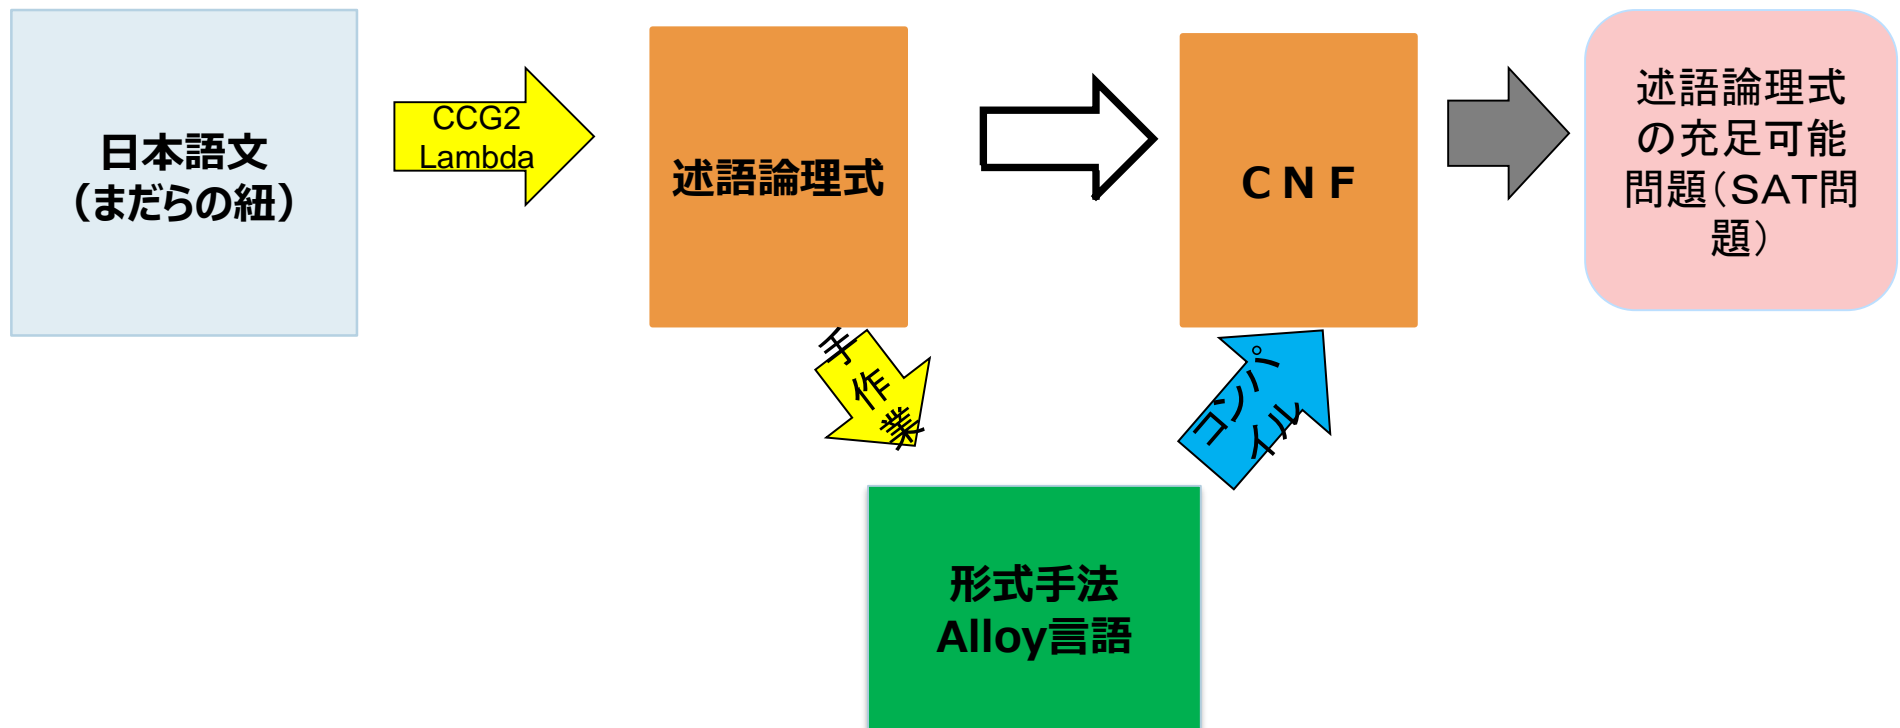 日本語文
（まだらの紐）
CCG2
Lambda
述語論理式
ＣＮＦ
述語論理式
の充足可能
問題（ＳＡＴ問
題）
手
作
業
コンパ
イル
形式手法
Alloy言語